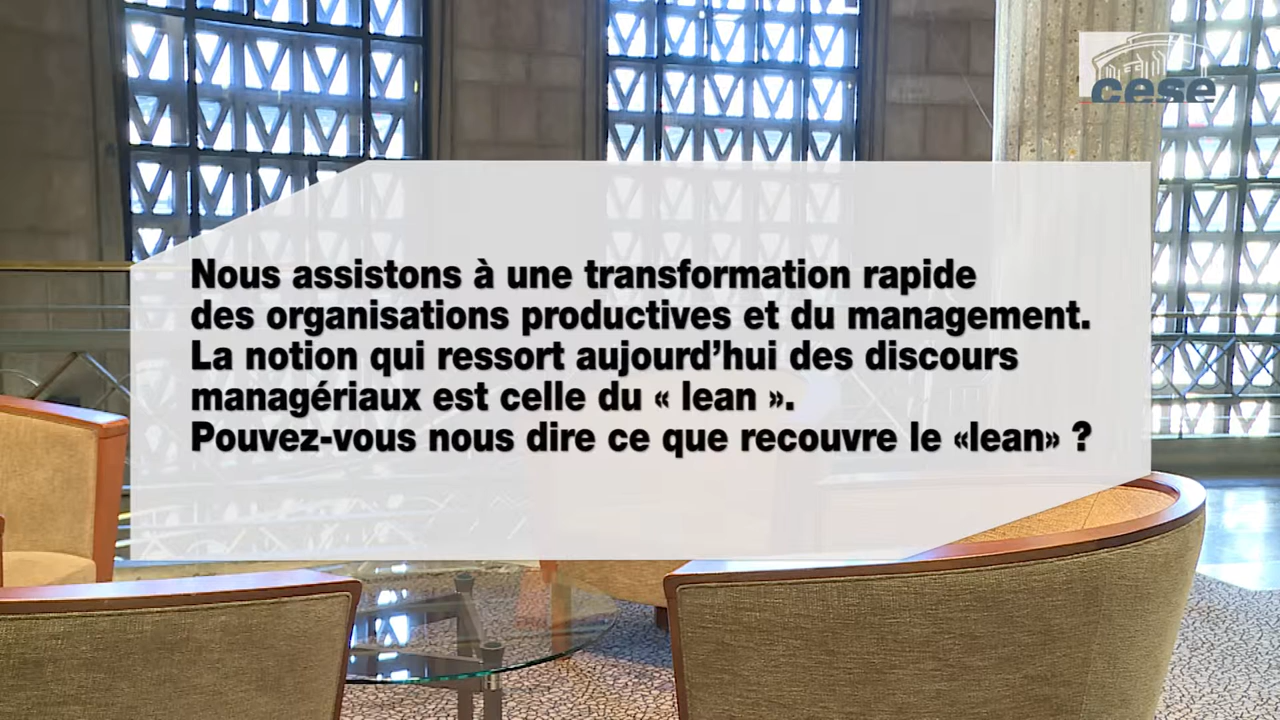 cese
Nous assistons à une transformation rapide
des organisations productives et du management.
La notion qui ressort aujourd’hui des discours
managériaux est celle du « lean ».
Pouvez-vous nous dire ce que recouvre le «lean» ?